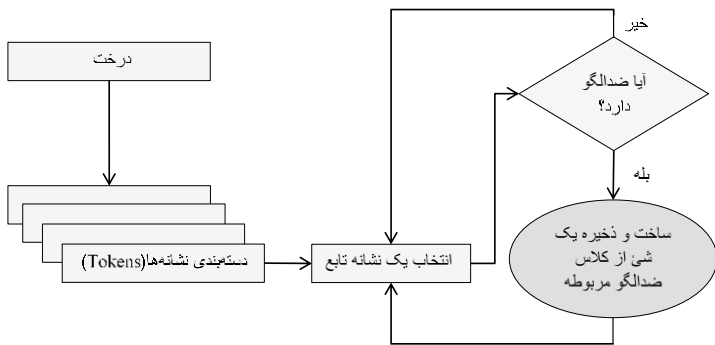 درخت
دسته‌بندی نشانه‌ها(Tokens)
انتخاب یک نشانه تابع
آیا ضدالگو
دارد؟
خیر
بله
ساخت و ذخیره یک
شئ از کلاس
ضدالگو مربوطه